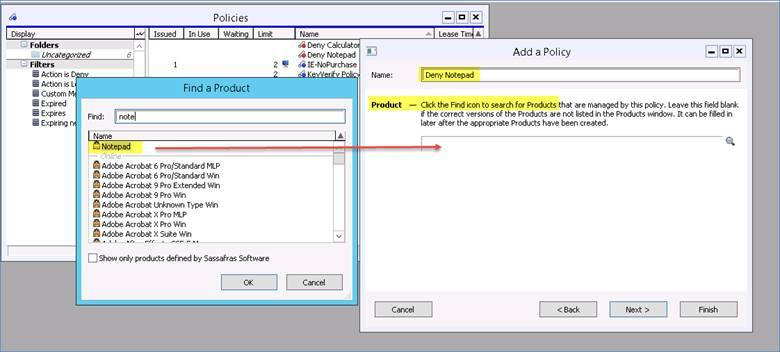 Policies
Display
Folders
Uncategorized 6
Filters
Action is Deny
Action is L
Custom Me
Expired
Expires
Expiring ne
Issued In Use Waiting Limit Name Lease Time
Deny Calculator
Deny Notepad
1 2 IE-NoPurchase
2 KeyVerify Policy
Find a Product
Find: note
Name
Notepad
Online
Adobe Acrobat 6 Pro/Standard MLP
Adobe Acrobat 6 Pro/Standard Win
Adobe Acrobat 9 Pro Extended Win
Adobe Acrobat 9 Pro Win
Adobe Acrobat Unknown Type Win
Adobe Acrobat X Pro MLP
Adobe Acrobat X Pro Win
Adobe Acrobat X Suite Win
Show only products defined by Sassafras Software
OK Cancel
Add a Policy
Name: Deny Notepad
Product — Click the Find icon to search for Products that are managed by this policy. Leave this field blank
if the correct versions of the Products are not listed in the Products window. It can be filled in
later after the appropriate Products have been created.
Cancel < Back Next > Finish